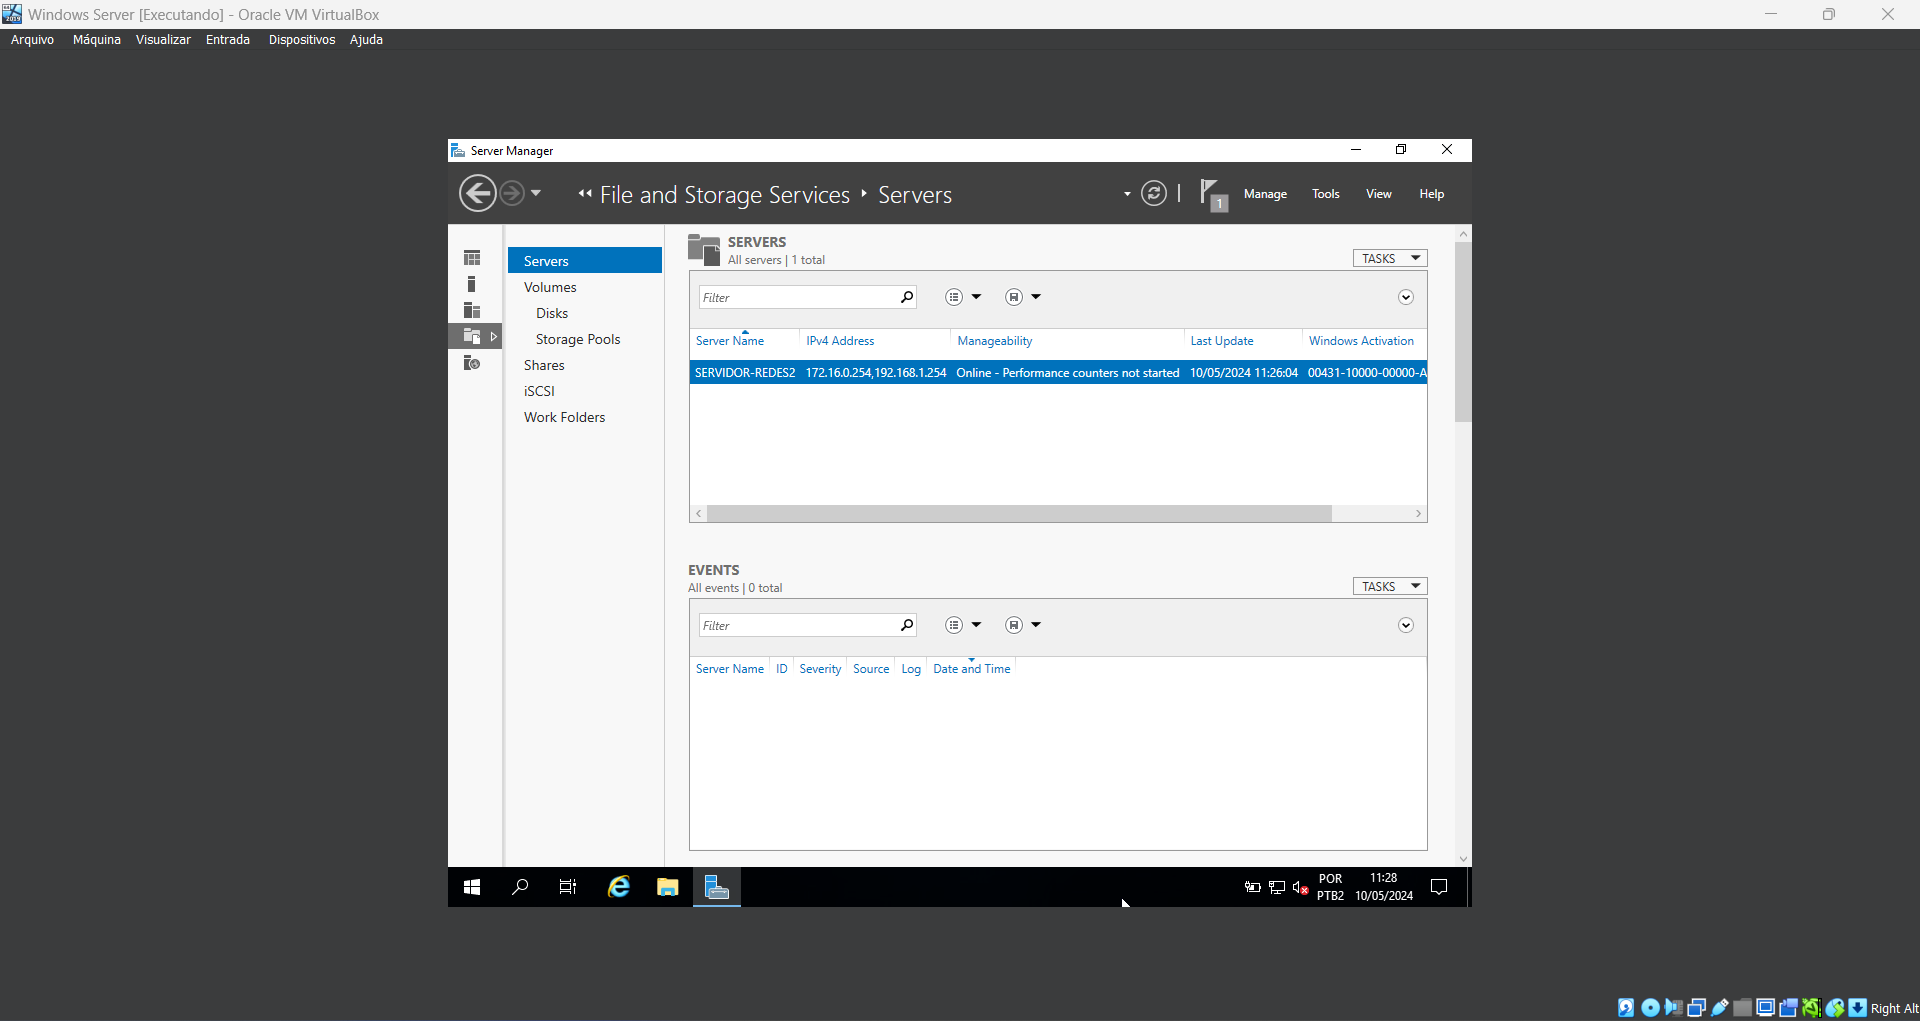 Windows Server [Executando] - Oracle VM VirtualBox
Arquivo Máquina Visualizar Entrada Dispositivos Ajuda
Server Manager
File and Storage Services Servers
1 Manage Tools View Help
Servers
Volumes
Disks
Storage Pools
Shares
iSCSI
Work Folders
SERVERS
All servers | 1 total
TASKS
Filter
Server Name IPv4 Address Manageability Last Update Windows Activation
SERVIDOR-REDES2 172.16.0.254,192.168.1.254 Online - Performance counters not started 10/05/2024 11:26:04 00431-10000-00000-A
EVENTS
All events | 0 total
TASKS
Filter
Server Name ID Severity Source Log Date and Time
POR
PTB2
11:28
10/05/2024
Right Alt